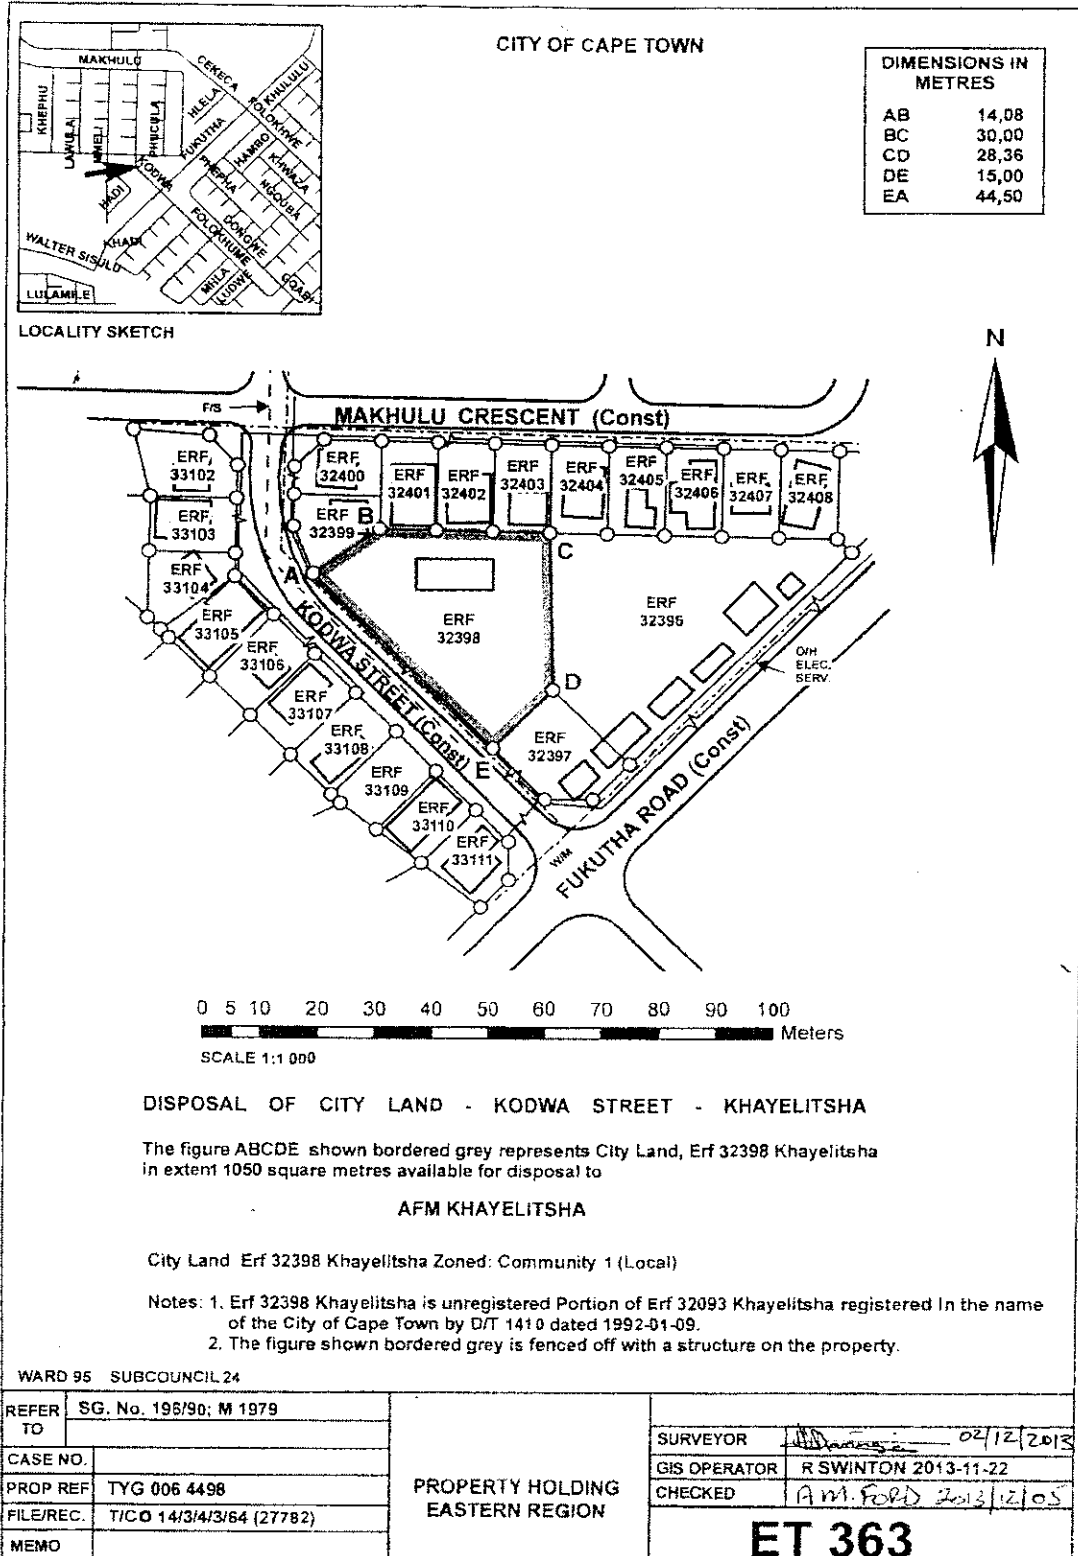 CITY OF CAPE TOWN
DIMENSIONS IN
METRES
AB 14,08
BC 30,00
CD 28,36
DE 15,00
EA 44,50
MAKHULU
CEKECA
KHULULU
KHEPHU
HLELA
FOLOKHWE
LAWULA
PHUCULA
FUKUTHA
HAMBO
KHWAZA
KODWA
PHEPHA
NGQUBA
HADI
DONGWE
FOLOKHUME
KHADI
WALTER SISULU
MHLA
LUDWE
GQABI
LULAMILE
LOCALITY SKETCH
N
F/S
MAKHULU CRESCENT (Const)
ERF 33102
ERF 32400
ERF 32401
ERF 32402
ERF 32403
ERF 32404
ERF 32405
ERF 32406
ERF 32407
ERF 32408
ERF 33103
ERF 32399
B
C
ERF 33104
A
ERF 32398
ERF 32395
ERF 33105
KODWA STREET (Const)
ERF 33106
O/H
ELEC.
SERV.
D
ERF 33107
ERF 33108
ERF 32397
E
ERF 33109
ERF 33110
ERF 33111
W/M
FUKUTHA ROAD (Const)
0 5 10 20 30 40 50 60 70 80 90 100
Meters
SCALE 1:1 000
DISPOSAL OF CITY LAND - KODWA STREET - KHAYELITSHA
The figure ABCDE shown bordered grey represents City Land, Erf 32398 Khayelitsha
in extent 1050 square metres available for disposal to
AFM KHAYELITSHA
City Land Erf 32398 Khayelitsha Zoned: Community 1 (Local)
Notes: 1. Erf 32398 Khayelitsha is unregistered Portion of Erf 32093 Khayelitsha registered In the name
of the City of Cape Town by D/T 1410 dated 1992-01-09.
2. The figure shown bordered grey is fenced off with a structure on the property.
WARD 95 SUBCOUNCIL 24
REFER TO SG. No. 196/90; M 1979
CASE NO.
PROP REF TYG 006 4498
FILE/REC. T/CO 14/3/4/3/64 (27782)
MEMO
PROPERTY HOLDING
EASTERN REGION
SURVEYOR 02/12/2013
GIS OPERATOR R SWINTON 2013-11-22
CHECKED A M. FORD 2013/12/05
ET 363